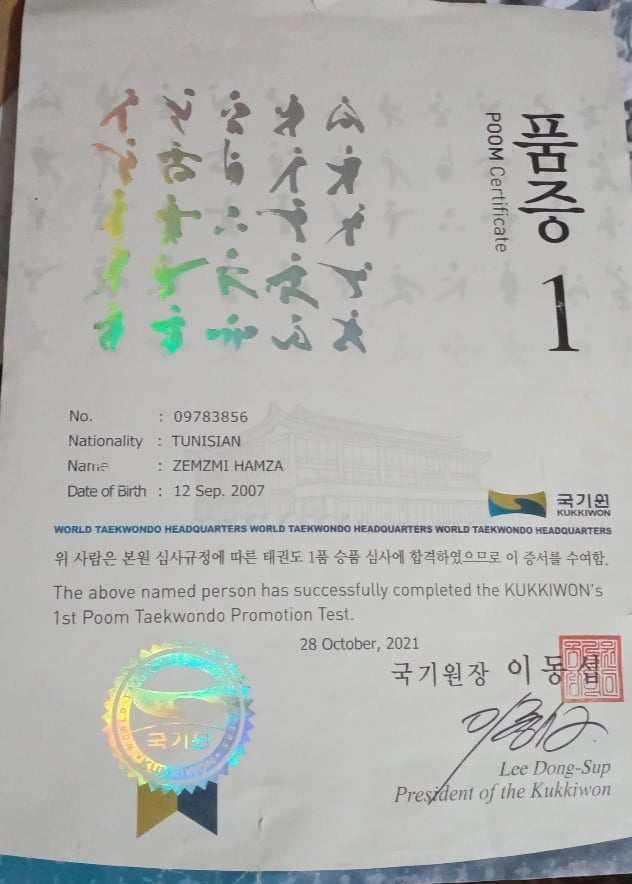 품증
POOM Certificate
1
No. : 09783856
Nationality : TUNISIAN
Name : ZEMZMI HAMZA
Date of Birth : 12 Sep. 2007
국기원
KUKKIWON
WORLD TAEKWONDO HEADQUARTERS WORLD TAEKWONDO HEADQUARTERS WORLD TAEKWONDO HEADQUARTERS
위 사람은 본원 심사규정에 따른 태권도 1품 승품 심사에 합격하였으므로 이 증서를 수여함.
The above named person has successfully completed the KUKKIWON's
1st Poom Taekwondo Promotion Test.
28 October, 2021
국기원장 이동섭
국기원
Lee Dong-Sup
President of the Kukkiwon